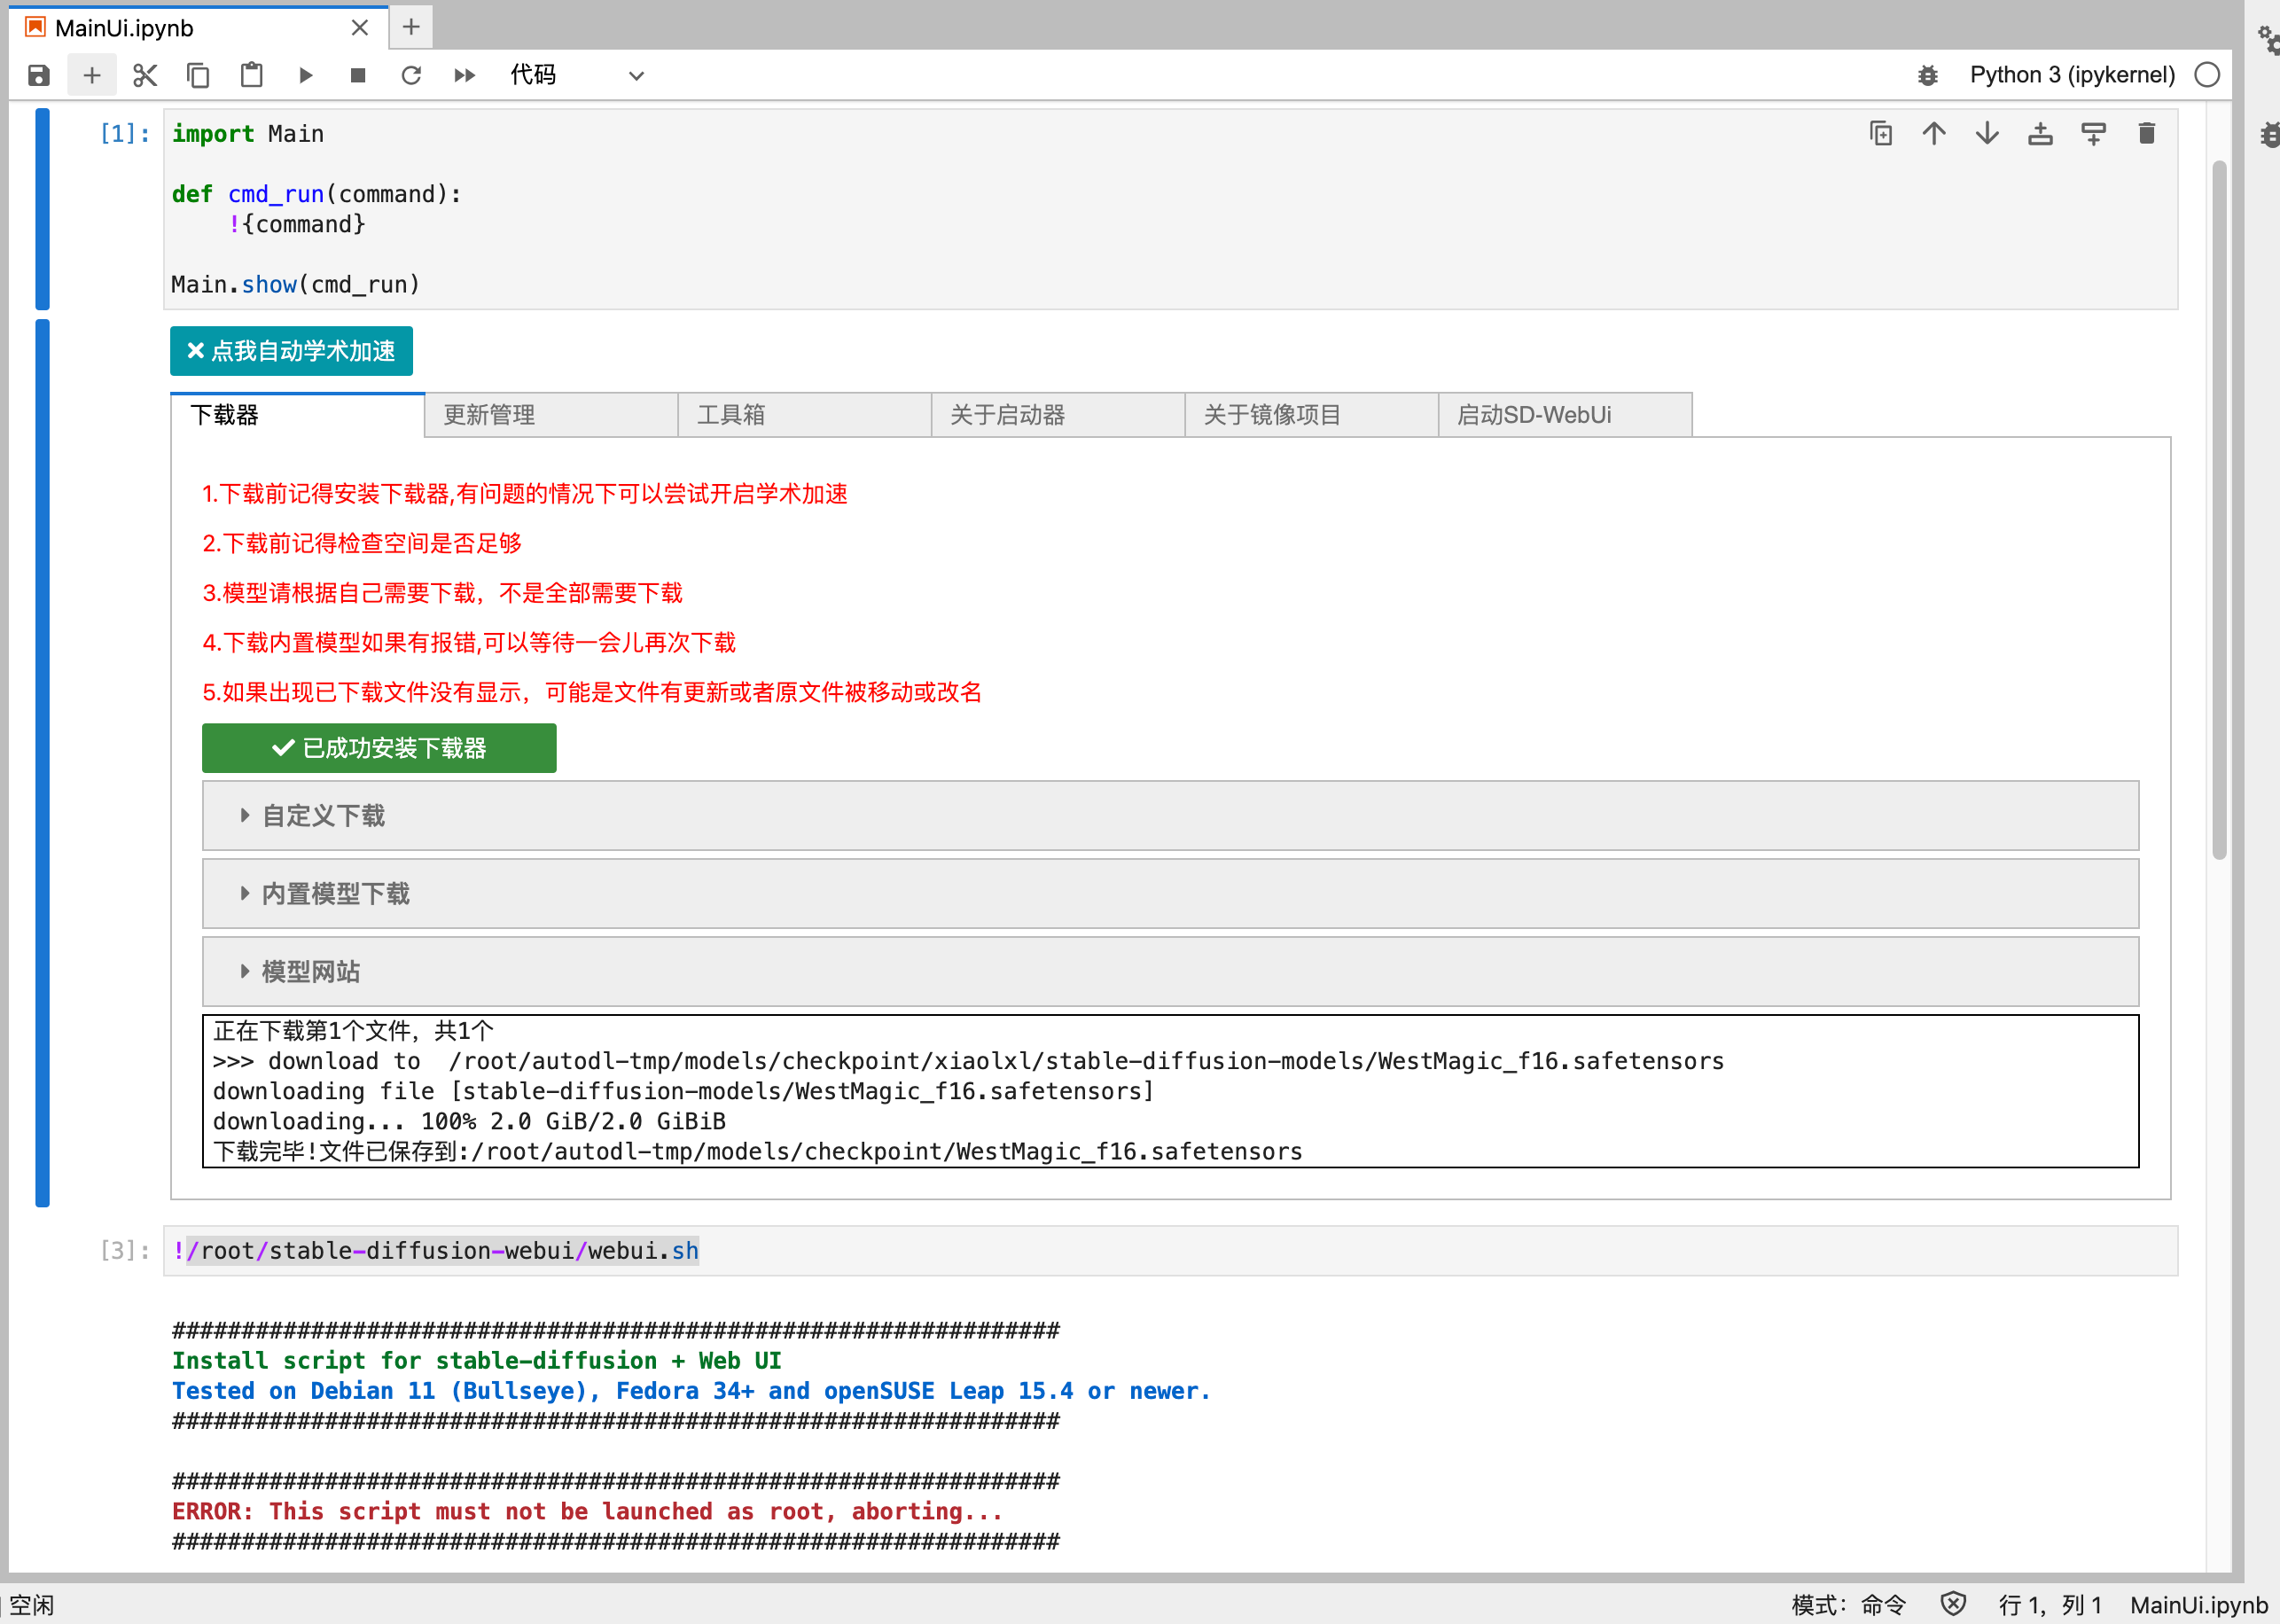 MainUi.ipynb
代码
Python 3 (ipykernel)
[1]:
import Main
def cmd_run(command):
!{command}
Main.show(cmd_run)
点我自动学术加速
下载器
更新管理
工具箱
关于启动器
关于镜像项目
启动SD-WebUi
1.下载前记得安装下载器,有问题的情况下可以尝试开启学术加速
2.下载前记得检查空间是否足够
3.模型请根据自己需要下载，不是全部需要下载
4.下载内置模型如果有报错,可以等待一会儿再次下载
5.如果出现已下载文件没有显示，可能是文件有更新或者原文件被移动或改名
已成功安装下载器
自定义下载
内置模型下载
模型网站
正在下载第1个文件，共1个
>>> download to  /root/autodl-tmp/models/checkpoint/xiaolxl/stable-diffusion-models/WestMagic_f16.safetensors
downloading file [stable-diffusion-models/WestMagic_f16.safetensors]
downloading... 100% 2.0 GiB/2.0 GiBiB
下载完毕!文件已保存到:/root/autodl-tmp/models/checkpoint/WestMagic_f16.safetensors
[3]:
!/root/stable-diffusion-webui/webui.sh
################################################################
Install script for stable-diffusion + Web UI
Tested on Debian 11 (Bullseye), Fedora 34+ and openSUSE Leap 15.4 or newer.
################################################################
################################################################
ERROR: This script must not be launched as root, aborting...
################################################################
空闲
模式：命令
行 1，列 1
MainUi.ipynb